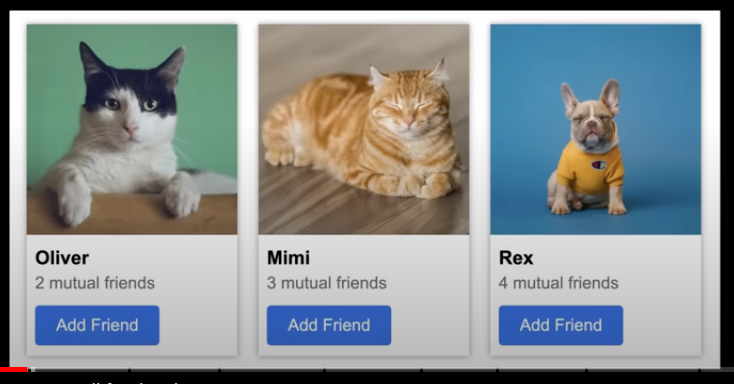 Oliver
2 mutual friends
Add Friend
Mimi
3 mutual friends
Add Friend
Rex
4 mutual friends
Add Friend